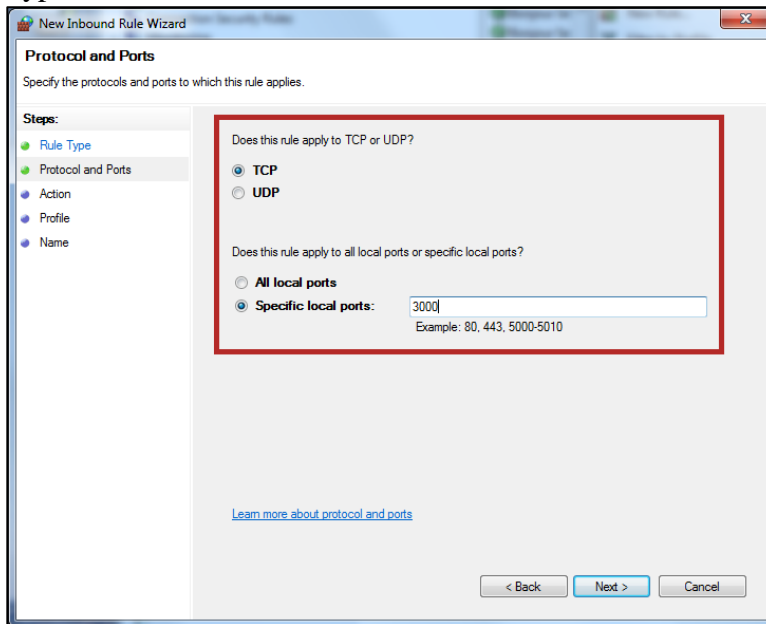 New Inbound Rule Wizard
Protocol and Ports
Specify the protocols and ports to which this rule applies.
Steps:
Rule Type
Protocol and Ports
Action
Profile
Name
Does this rule apply to TCP or UDP?
TCP
UDP
Does this rule apply to all local ports or specific local ports?
All local ports
Specific local ports:
3000
Example: 80, 443, 5000-5010
Learn more about protocol and ports
< Back Next > Cancel